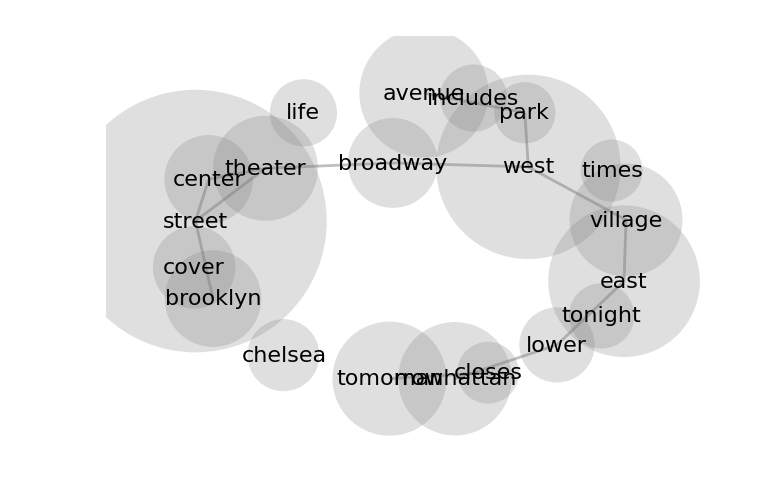 avenue
includes
life
park
broadway
west
theater
times
center
street
village
cover
east
brooklyn
tonight
lower
chelsea
closes
tomorrow
manhattan